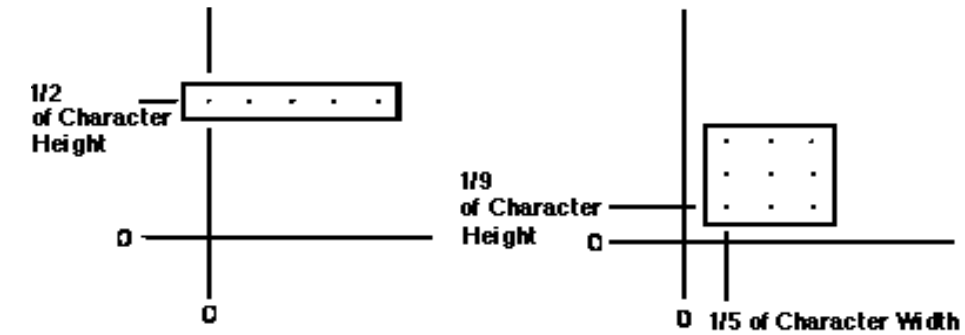 1/2
of Character
Height
0
0
1/9
of Character
Height
0
0
1/5 of Character Width